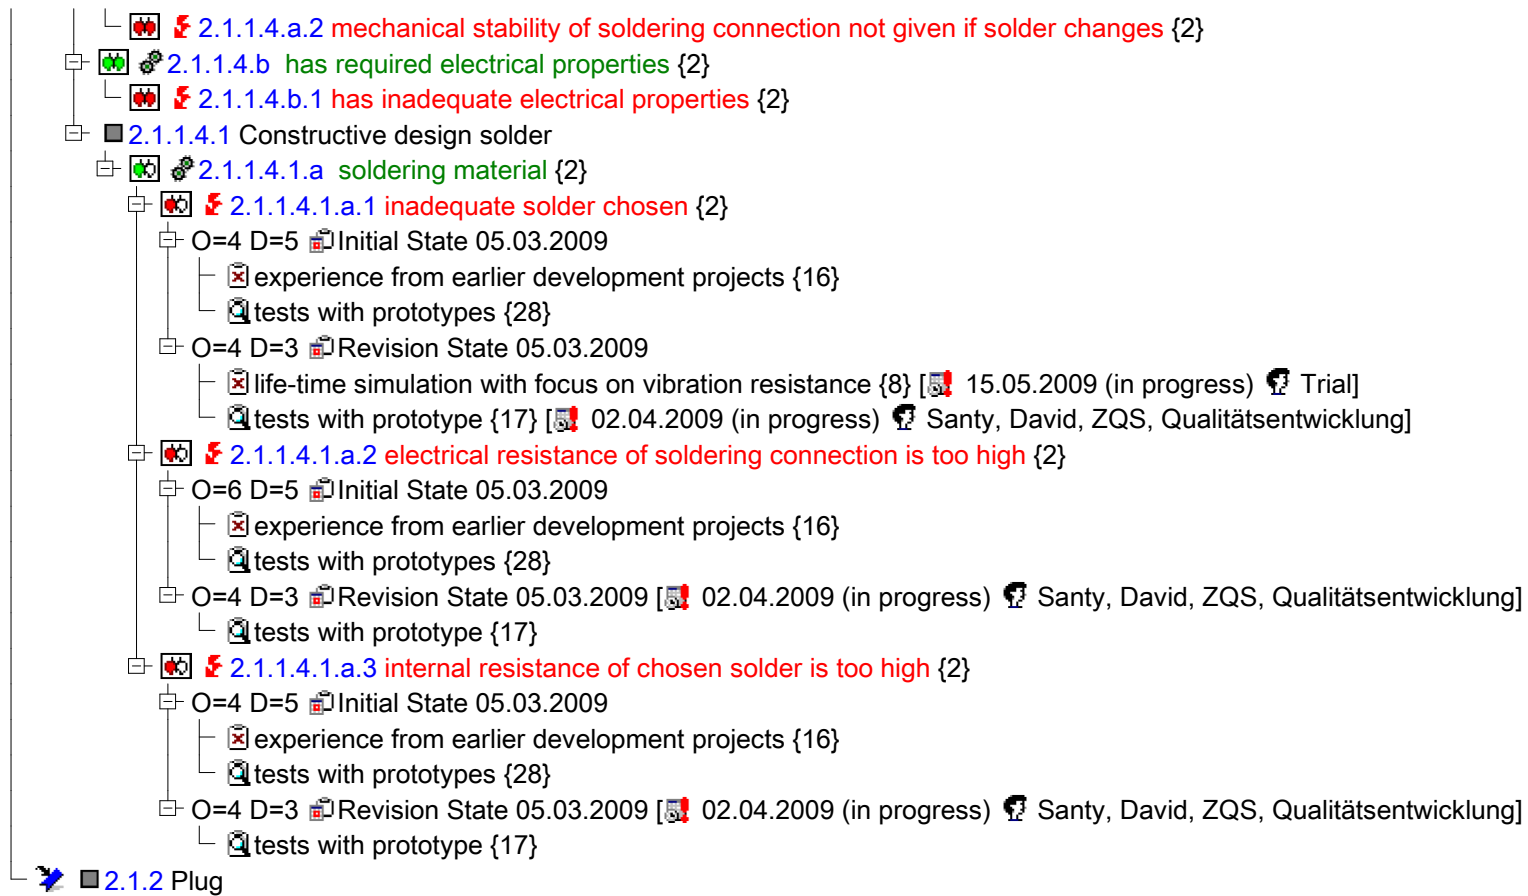 2.1.1.4.a.2 mechanical stability of soldering connection not given if solder changes {2}
2.1.1.4.b has required electrical properties {2}
2.1.1.4.b.1 has inadequate electrical properties {2}
2.1.1.4.1 Constructive design solder
2.1.1.4.1.a soldering material {2}
2.1.1.4.1.a.1 inadequate solder chosen {2}
O=4 D=5 Initial State 05.03.2009
experience from earlier development projects {16}
tests with prototypes {28}
O=4 D=3 Revision State 05.03.2009
life-time simulation with focus on vibration resistance {8} [ 15.05.2009 (in progress) Trial]
tests with prototype {17} [ 02.04.2009 (in progress) Santy, David, ZQS, Qualitätsentwicklung]
2.1.1.4.1.a.2 electrical resistance of soldering connection is too high {2}
O=6 D=5 Initial State 05.03.2009
experience from earlier development projects {16}
tests with prototypes {28}
O=4 D=3 Revision State 05.03.2009 [ 02.04.2009 (in progress) Santy, David, ZQS, Qualitätsentwicklung]
tests with prototype {17}
2.1.1.4.1.a.3 internal resistance of chosen solder is too high {2}
O=4 D=5 Initial State 05.03.2009
experience from earlier development projects {16}
tests with prototypes {28}
O=4 D=3 Revision State 05.03.2009 [ 02.04.2009 (in progress) Santy, David, ZQS, Qualitätsentwicklung]
tests with prototype {17}
2.1.2 Plug